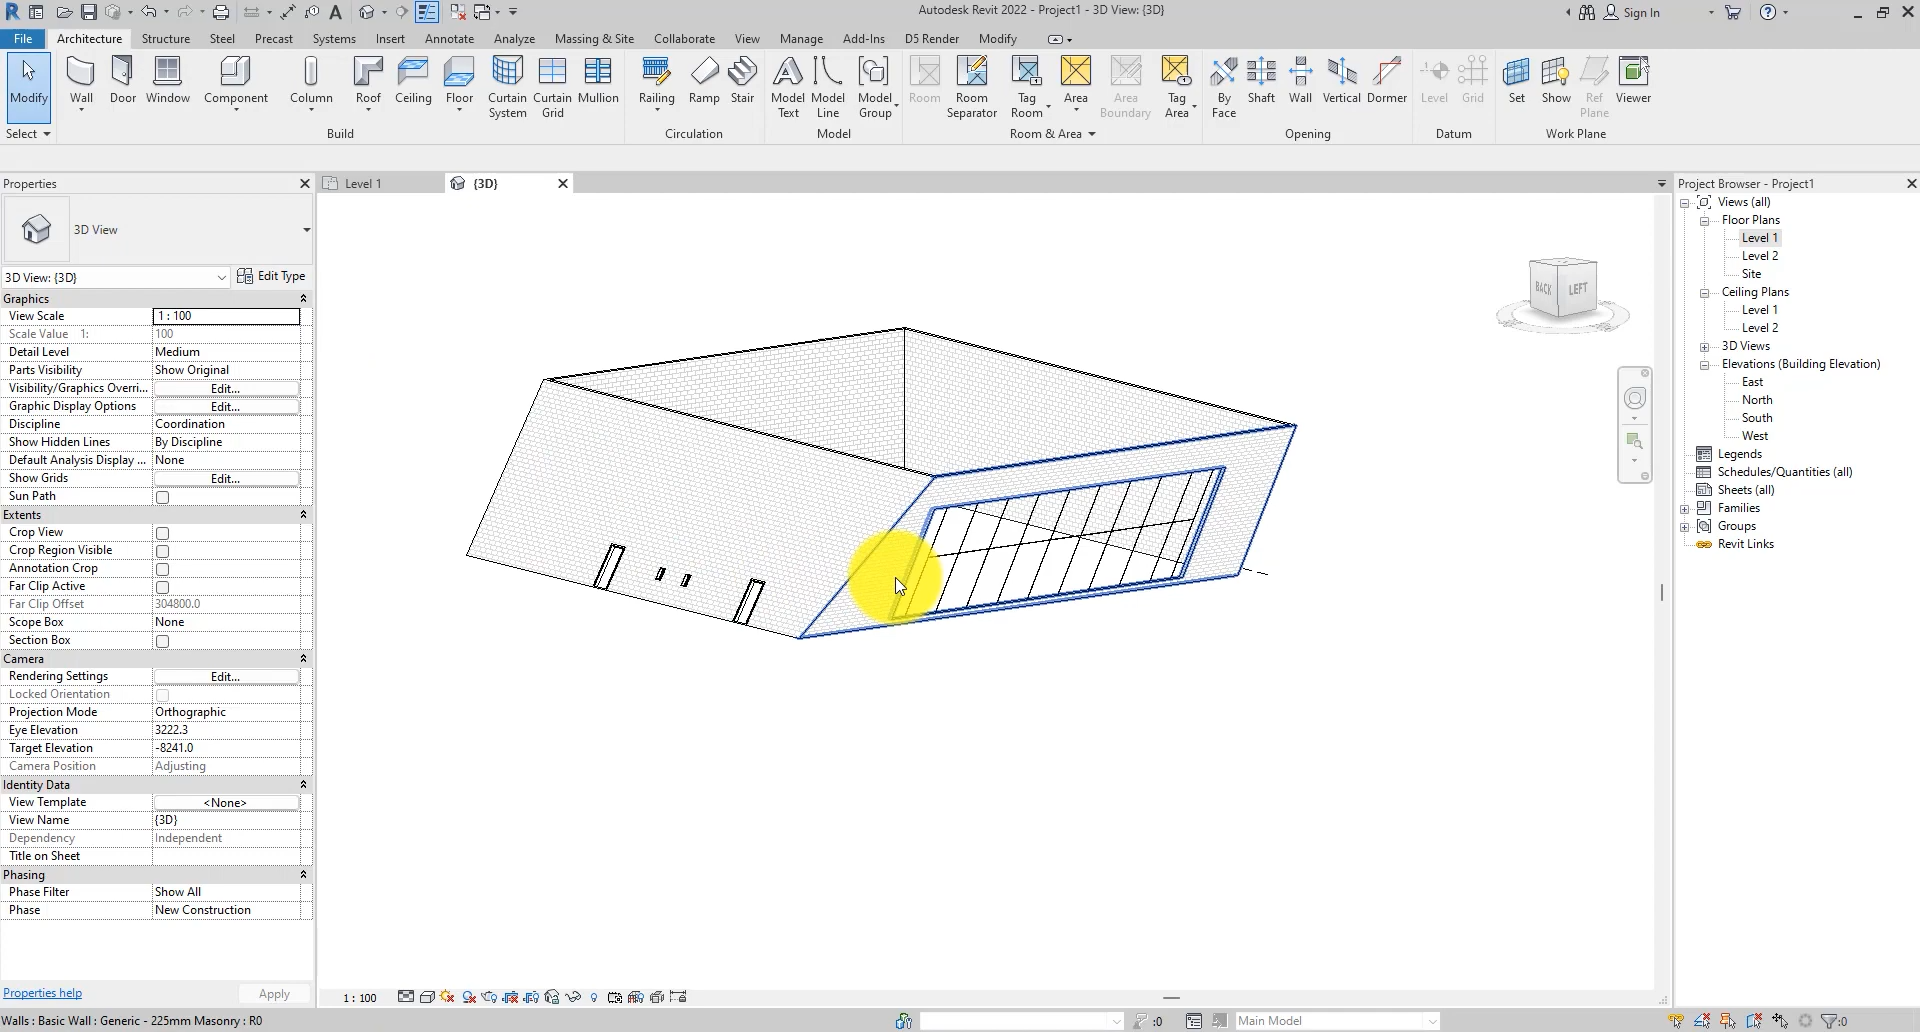 Autodesk Revit 2022 - Project1 - 3D View: {3D}
Sign In
File Architecture Structure Steel Precast Systems Insert Annotate Analyze Massing & Site Collaborate View Manage Add-Ins D5 Render Modify
Modify Wall Door Window Component Column Roof Ceiling Floor Curtain System Curtain Grid Mullion Railing Ramp Stair Model Text Model Line Model Group Room Room Separator Tag Room Area Area Boundary Tag Area By Face Shaft Wall Vertical Dormer Level Grid Set Show Ref Plane Viewer
Select Build Circulation Model Room & Area Opening Datum Work Plane
Properties
3D View
3D View: {3D} Edit Type
Graphics
View Scale 1 : 100
Scale Value 1: 100
Detail Level Medium
Parts Visibility Show Original
Visibility/Graphics Overri... Edit...
Graphic Display Options Edit...
Discipline Coordination
Show Hidden Lines By Discipline
Default Analysis Display ... None
Show Grids Edit...
Sun Path
Extents
Crop View
Crop Region Visible
Annotation Crop
Far Clip Active
Far Clip Offset 304800.0
Scope Box None
Section Box
Camera
Rendering Settings Edit...
Locked Orientation
Projection Mode Orthographic
Eye Elevation 3222.3
Target Elevation -8241.0
Camera Position Adjusting
Identity Data
View Template <None>
View Name {3D}
Dependency Independent
Title on Sheet
Phasing
Phase Filter Show All
Phase New Construction
Properties help Apply
Level 1 {3D}
BACK LEFT
1 : 100
Project Browser - Project1
Views (all)
Floor Plans
Level 1
Level 2
Site
Ceiling Plans
Level 1
Level 2
3D Views
Elevations (Building Elevation)
East
North
South
West
Legends
Schedules/Quantities (all)
Sheets (all)
Families
Groups
Revit Links
Walls : Basic Wall : Generic - 225mm Masonry : R0
:0
Main Model
:0